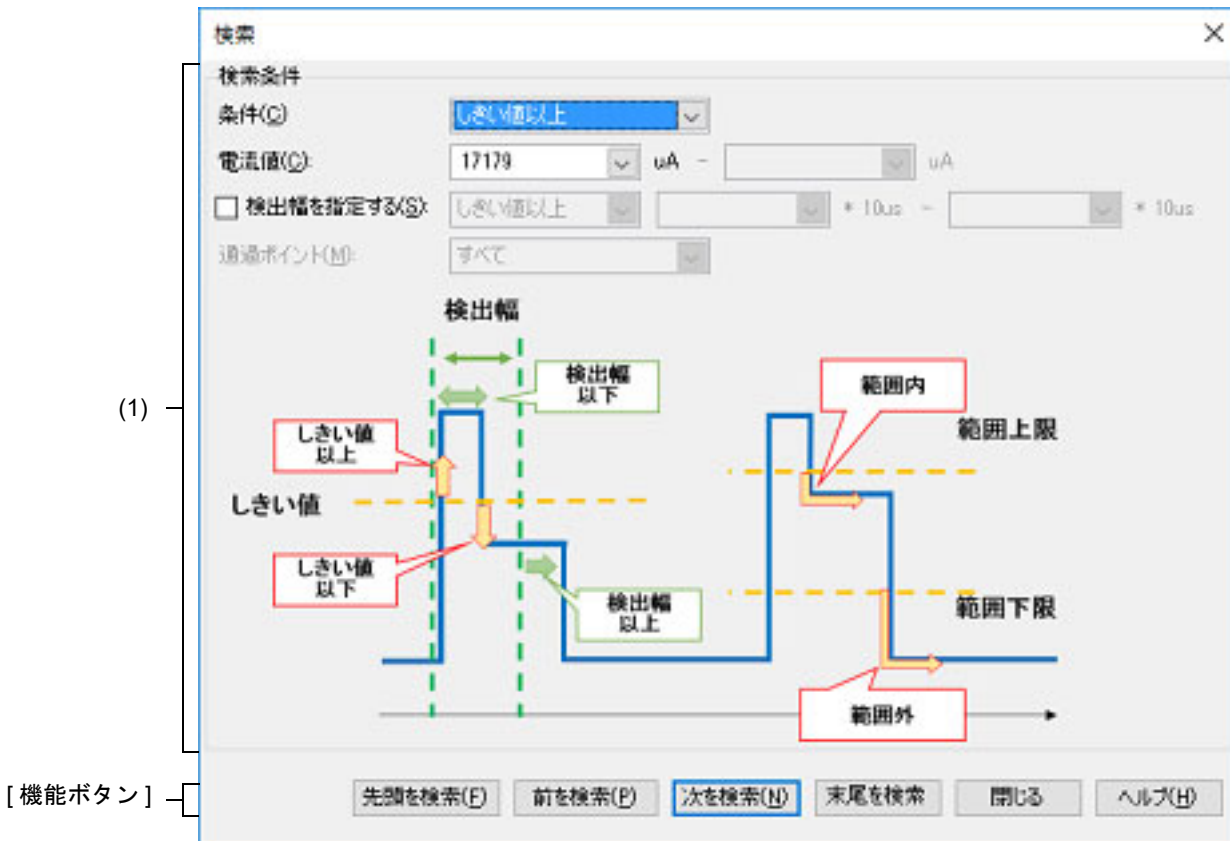 検索
検索条件
条件(C) しきい値以上
電流値(C): 17179 uA - uA
検出幅を指定する(S): しきい値以上 * 10us - * 10us
通過ポイント(M): すべて
検出幅
検出幅
以下
範囲内
(1)
しきい値
以上
範囲上限
しきい値
しきい値
以下
検出幅
以上
範囲下限
範囲外
[ 機能ボタン ]
先頭を検索(F) 前を検索(P) 次を検索(N) 末尾を検索 閉じる ヘルプ(H)